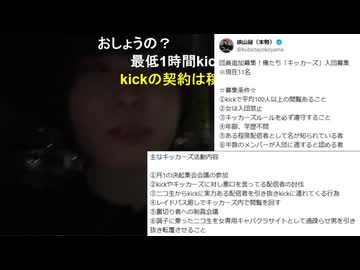 おしょうの？
最低1時間kic
kickの契約は稼
横山緑（本物）
@kubotayokoyama
団員追加募集！俺たち「キッカーズ」入団募集
※現在11名
☆募集条件☆
①kickで平均100人以上の閲覧あること
②女は入団禁止
③キッカーズルールを必ず遵守すること
④年齢、学歴不問
⑤ある程度配信者として名が知られている者
⑥半数のメンバーが入団に適すると認める者
主なキッカーズ活動内容
①月1の決起集会会議の参加
②kickやキッカーズに対し悪口を言ってる配信者の討伐
③ニコ生からkickに実力ある配信者を引き抜きkickに連れてくる行為
④レイドバス廻しでキッカーズ内で閲覧を回す
⑤裏切り者への制裁会議
⑥調子に乗ったニコ生を女専用キャバクラサイトとして過疎らせ男を引き
抜き転覆させること